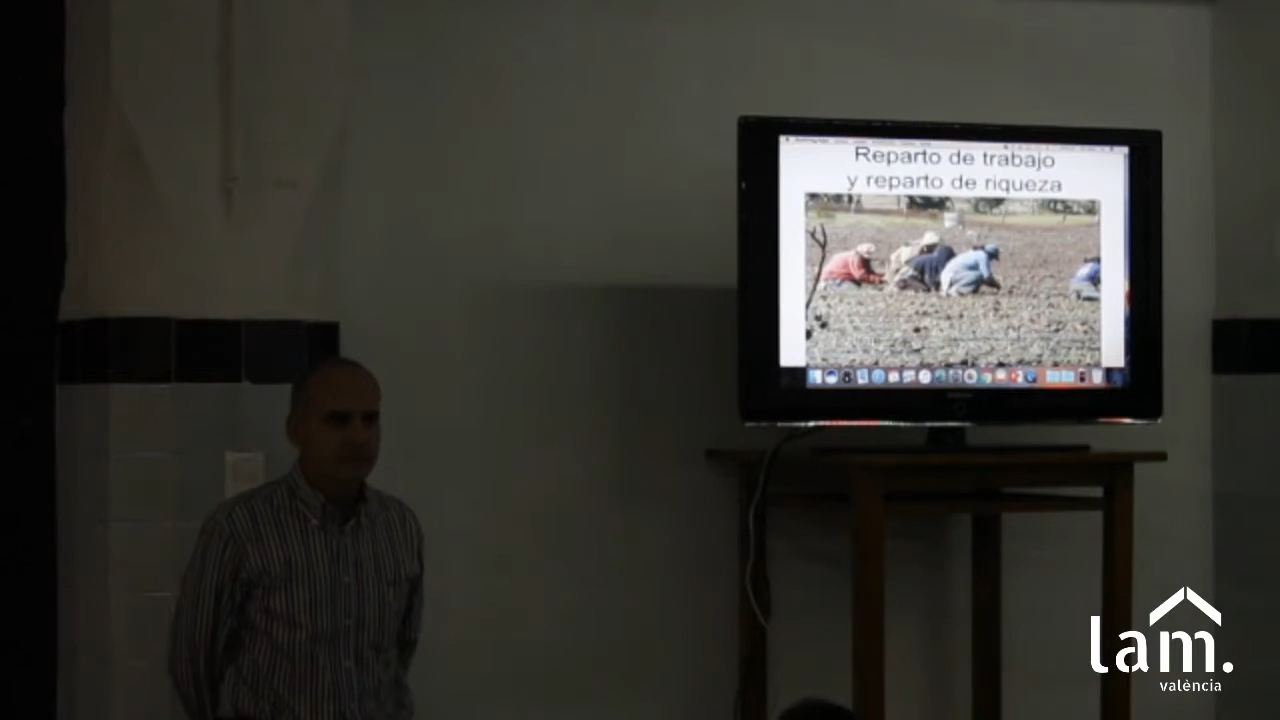 Reparto de trabajo
y reparto de riqueza
lam.
valència